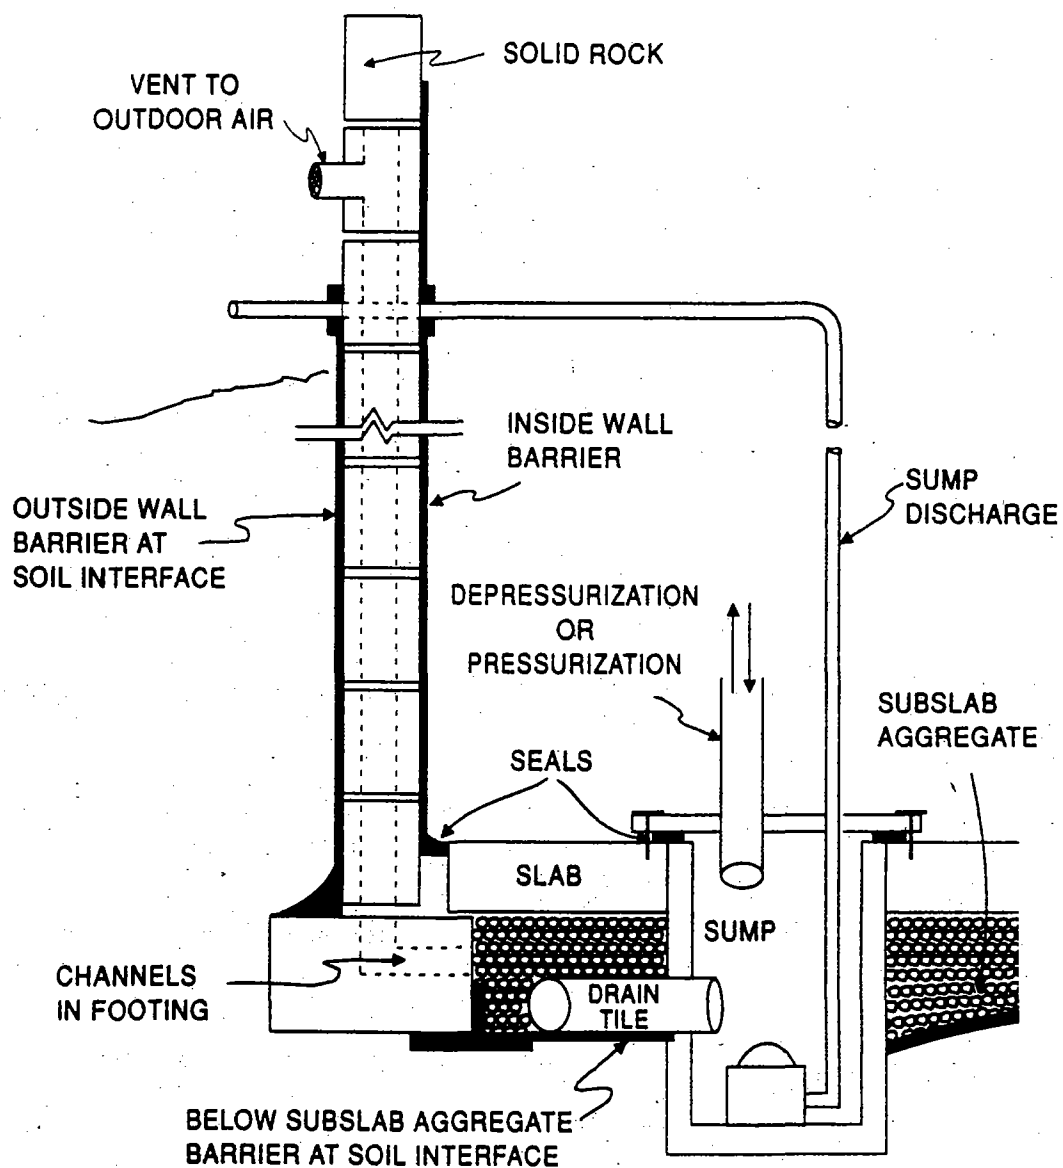 SOLID ROCK
VENT TO
OUTDOOR AIR
INSIDE WALL
BARRIER
SUMP
DISCHARGE
OUTSIDE WALL
BARRIER AT
SOIL INTERFACE
DEPRESSURIZATION
OR
PRESSURIZATION
SUBSLAB
AGGREGATE
SEALS
SLAB
SUMP
CHANNELS
IN FOOTING
DRAIN
TILE
BELOW SUBSLAB AGGREGATE
BARRIER AT SOIL INTERFACE